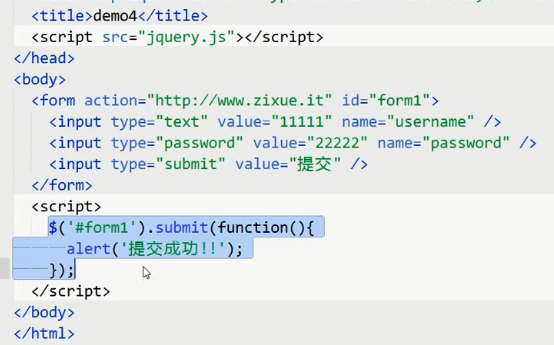 <title>demo4</title>
<script src="jquery.js"></script>
</head>
<body>
<form action="http://www.zixue.it" id="form1">
<input type="text" value="11111" name="username" />
<input type="password" value="22222" name="password" />
<input type="submit" value="提交" />
</form>
<script>
$('#form1').submit(function(){
alert('提交成功!!');
});
</script>
</body>
</html>